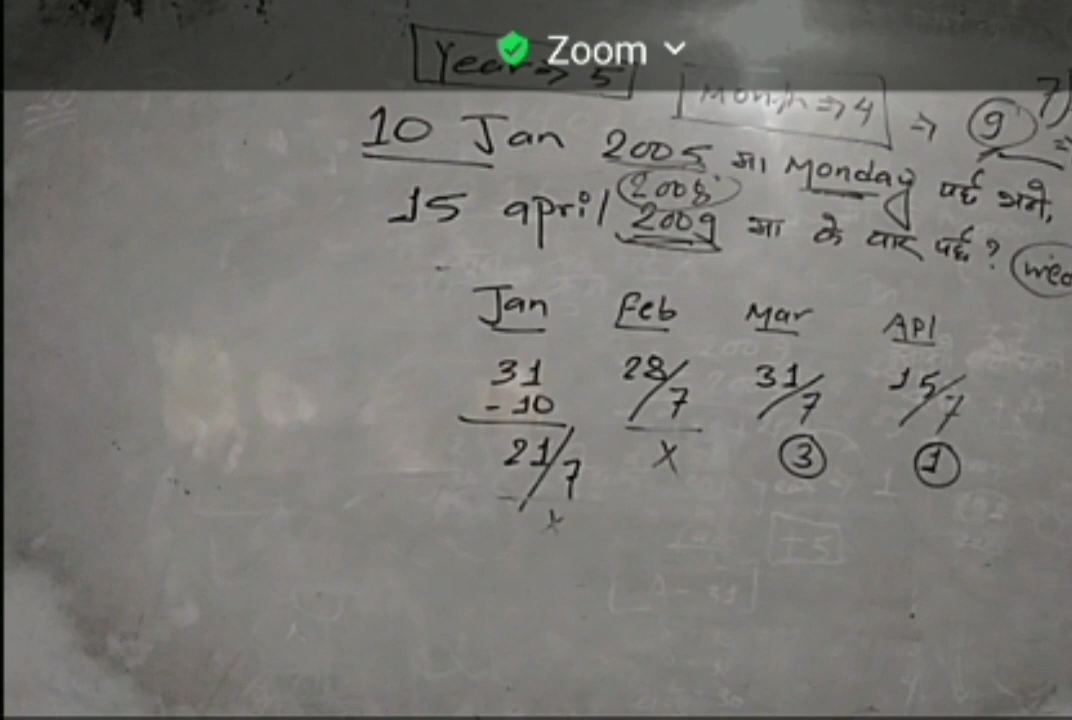 Zoom
Year ⇒ 5
Month ⇒ 4 ⇒ 9 7)
10 Jan 2005 मा Monday पर्छ भने,
2008
15 april 2009 मा के वार पर्छ?
Jan Feb Mar Apl
31 28/7 31/7 15/7
- 10
21/7 x 3 1
x